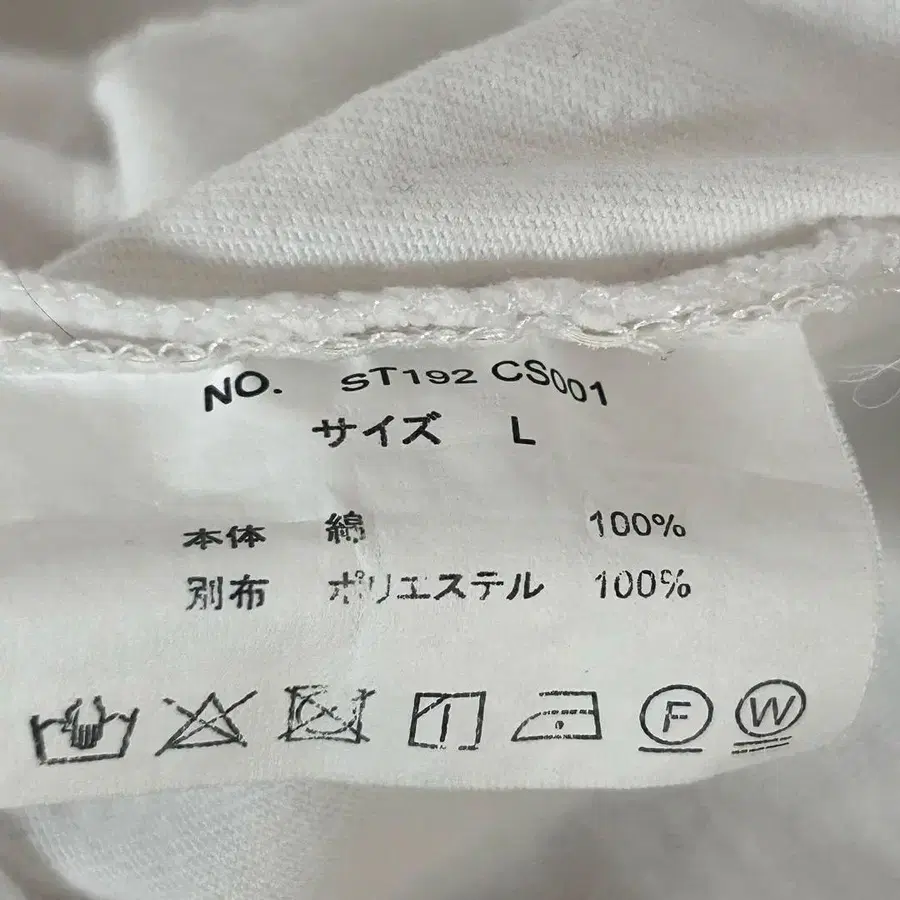 NO. ST192 CS001
サイズ L
本体 綿 100%
別布 ポリエステル 100%
F W